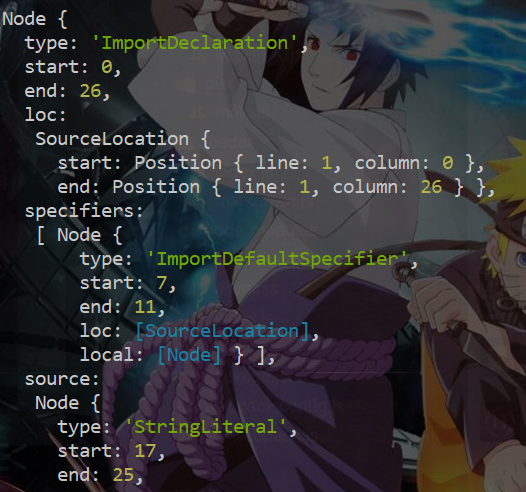 Node {
  type: 'ImportDeclaration',
  start: 0,
  end: 26,
  loc:
   SourceLocation {
     start: Position { line: 1, column: 0 },
     end: Position { line: 1, column: 26 } },
  specifiers:
   [ Node {
       type: 'ImportDefaultSpecifier',
       start: 7,
       end: 11,
       loc: [SourceLocation],
       local: [Node] } ],
  source:
   Node {
     type: 'StringLiteral',
     start: 17,
     end: 25,